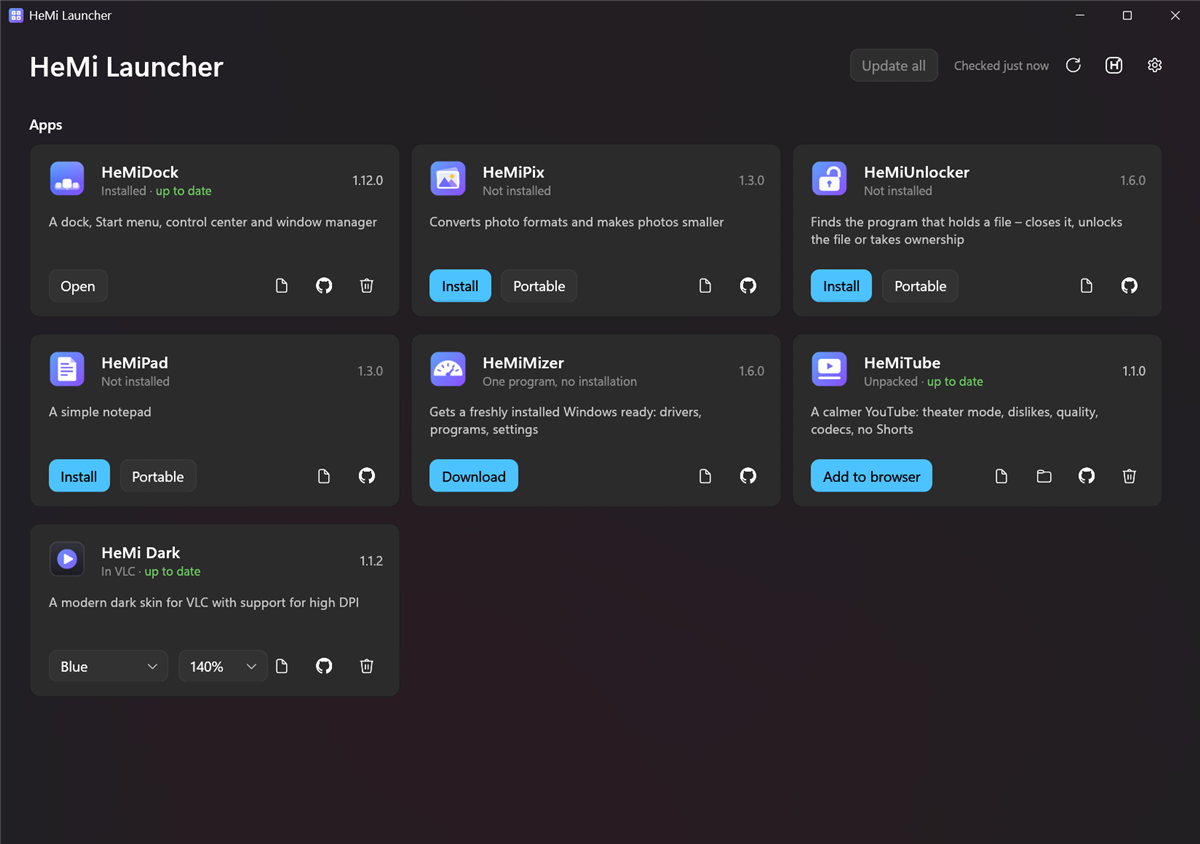 HeMi Launcher
HeMi Launcher
Update all
Checked just now
Apps
HeMiDock
Installed · up to date
1.12.0
A dock, Start menu, control center and window manager
Open
HeMiPix
Not installed
1.3.0
Converts photo formats and makes photos smaller
Install
Portable
HeMiUnlocker
Not installed
1.6.0
Finds the program that holds a file – closes it, unlocks
the file or takes ownership
Install
Portable
HeMiPad
Not installed
1.3.0
A simple notepad
Install
Portable
HeMiMizer
One program, no installation
1.6.0
Gets a freshly installed Windows ready: drivers,
programs, settings
Download
HeMiTube
Unpacked · up to date
1.1.0
A calmer YouTube: theater mode, dislikes, quality,
codecs, no Shorts
Add to browser
HeMi Dark
In VLC · up to date
1.1.2
A modern dark skin for VLC with support for high DPI
Blue
140%